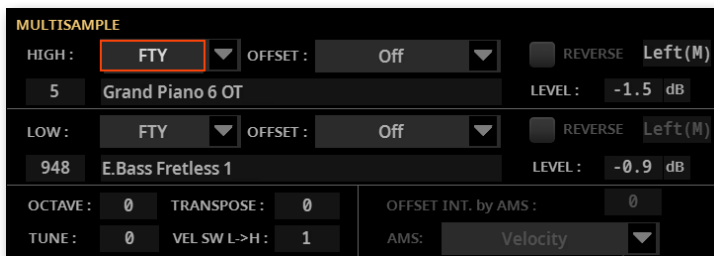 MULTISAMPLE
HIGH : FTY OFFSET : Off REVERSE Left(M)
5 Grand Piano 6 OT LEVEL : -1.5 dB
LOW : FTY OFFSET : Off REVERSE Left(M)
948 E.Bass Fretless 1 LEVEL : -0.9 dB
OCTAVE : 0 TRANSPOSE : 0 OFFSET INT. by AMS : 0
TUNE : 0 VEL SW L->H : 1 AMS: Velocity